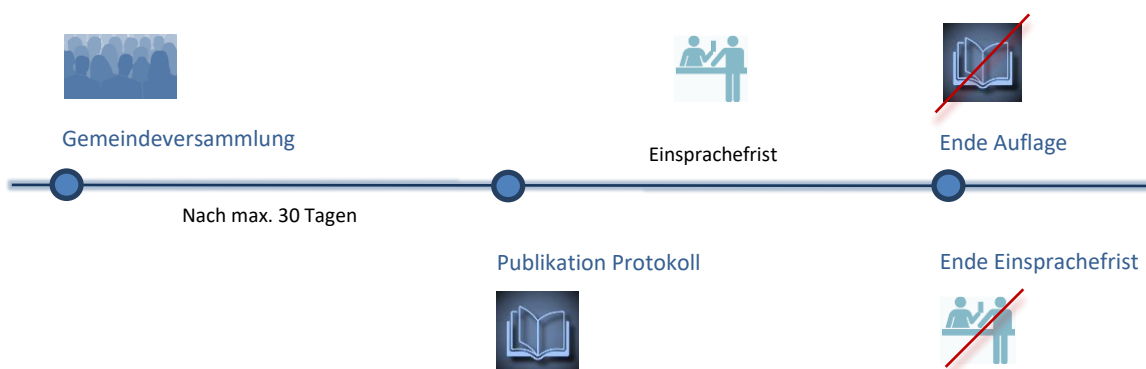 Gemeindeversammlung
Einsprachefrist
Ende Auflage
Nach max. 30 Tagen
Publikation Protokoll
Ende Einsprachefrist